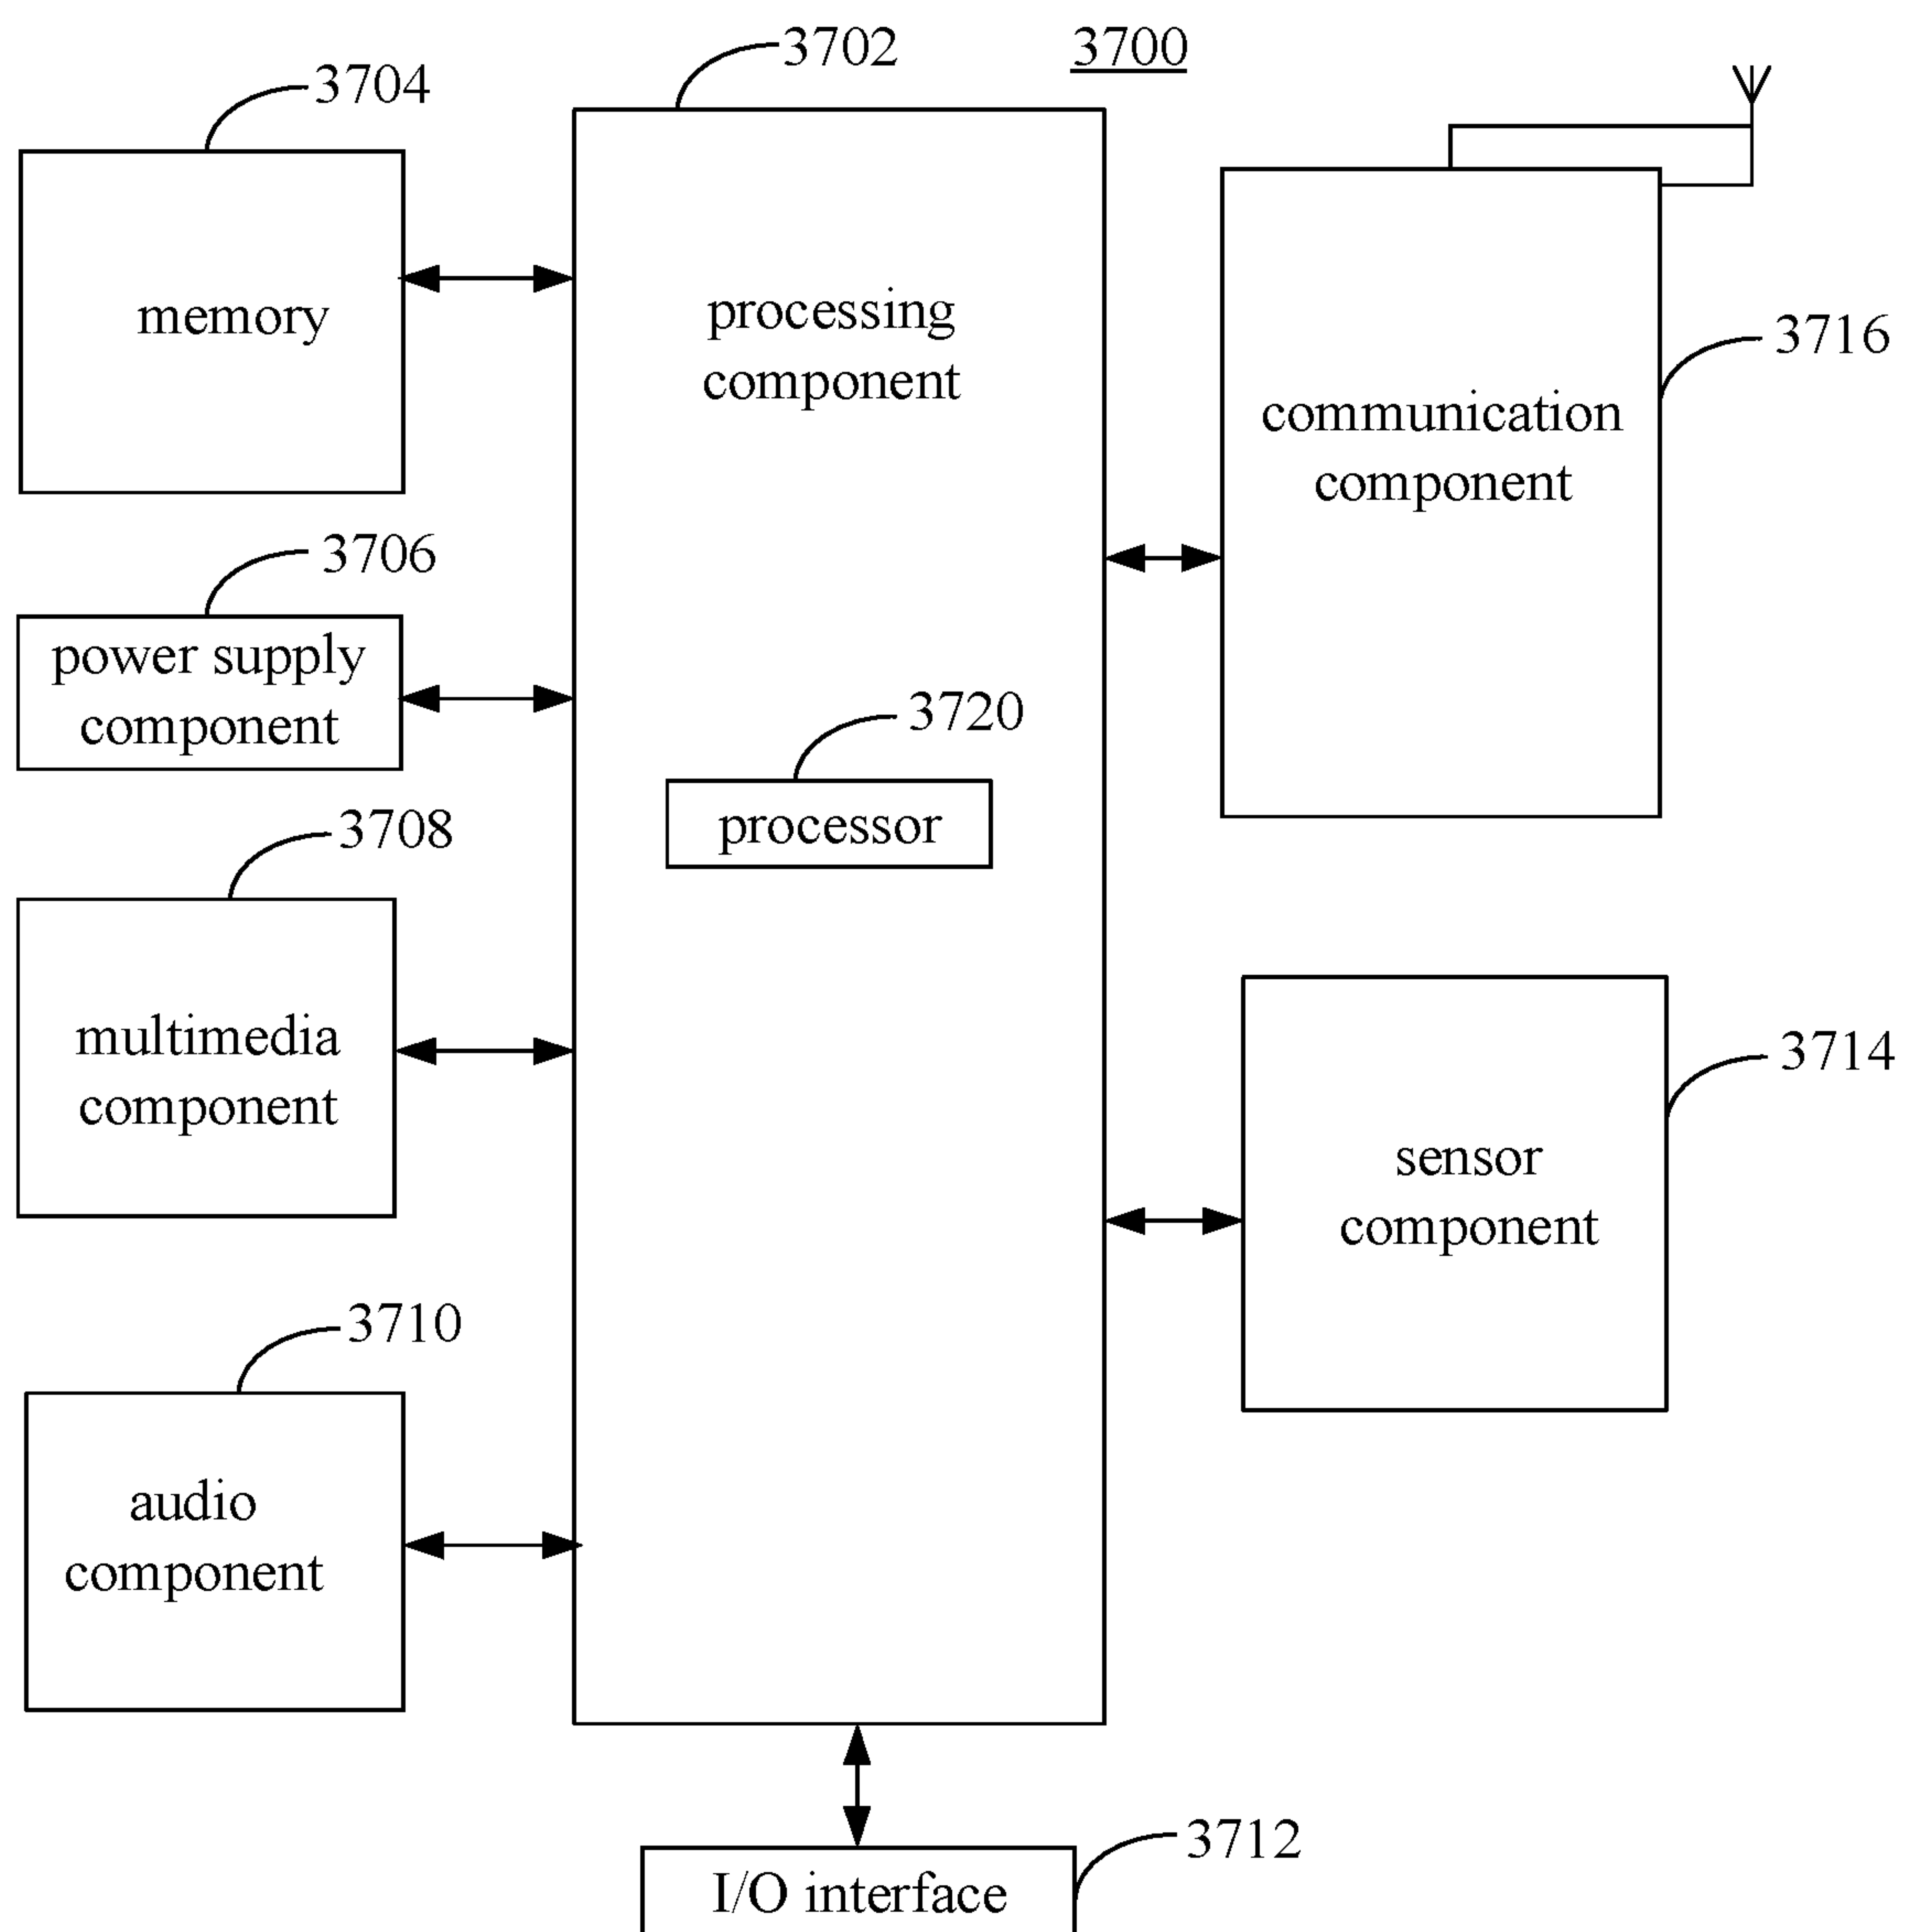 3702
3700
3704
memory
processing
component
3716
communication
component
3706
power supply
component
3720
processor
3708
multimedia
component
3714
sensor
component
3710
audio
component
3712
I/O interface